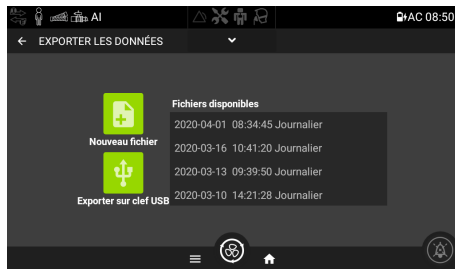 AI
AC 08:50
EXPORTER LES DONNÉES
Fichiers disponibles
Nouveau fichier
2020-04-01 08:34:45 Journalier
2020-03-16 10:41:20 Journalier
2020-03-13 09:39:50 Journalier
2020-03-10 14:21:28 Journalier
Exporter sur clef USB